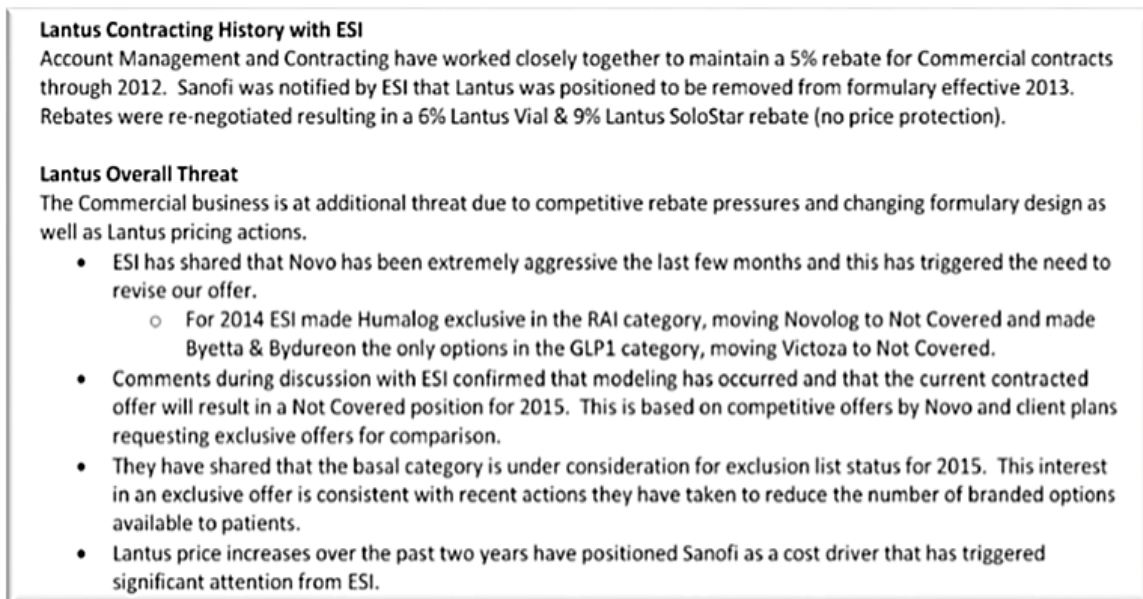 Lantus Contracting History with ESI
Account Management and Contracting have worked closely together to maintain a 5% rebate for Commercial contracts
through 2012.  Sanofi was notified by ESI that Lantus was positioned to be removed from formulary effective 2013.
Rebates were re-negotiated resulting in a 6% Lantus Vial & 9% Lantus SoloStar rebate (no price protection).
Lantus Overall Threat
The Commercial business is at additional threat due to competitive rebate pressures and changing formulary design as
well as Lantus pricing actions.
• ESI has shared that Novo has been extremely aggressive the last few months and this has triggered the need to
revise our offer.
○ For 2014 ESI made Humalog exclusive in the RAI category, moving Novolog to Not Covered and made
Byetta & Bydureon the only options in the GLP1 category, moving Victoza to Not Covered.
• Comments during discussion with ESI confirmed that modeling has occurred and that the current contracted
offer will result in a Not Covered position for 2015.  This is based on competitive offers by Novo and client plans
requesting exclusive offers for comparison.
• They have shared that the basal category is under consideration for exclusion list status for 2015.  This interest
in an exclusive offer is consistent with recent actions they have taken to reduce the number of branded options
available to patients.
• Lantus price increases over the past two years have positioned Sanofi as a cost driver that has triggered
significant attention from ESI.